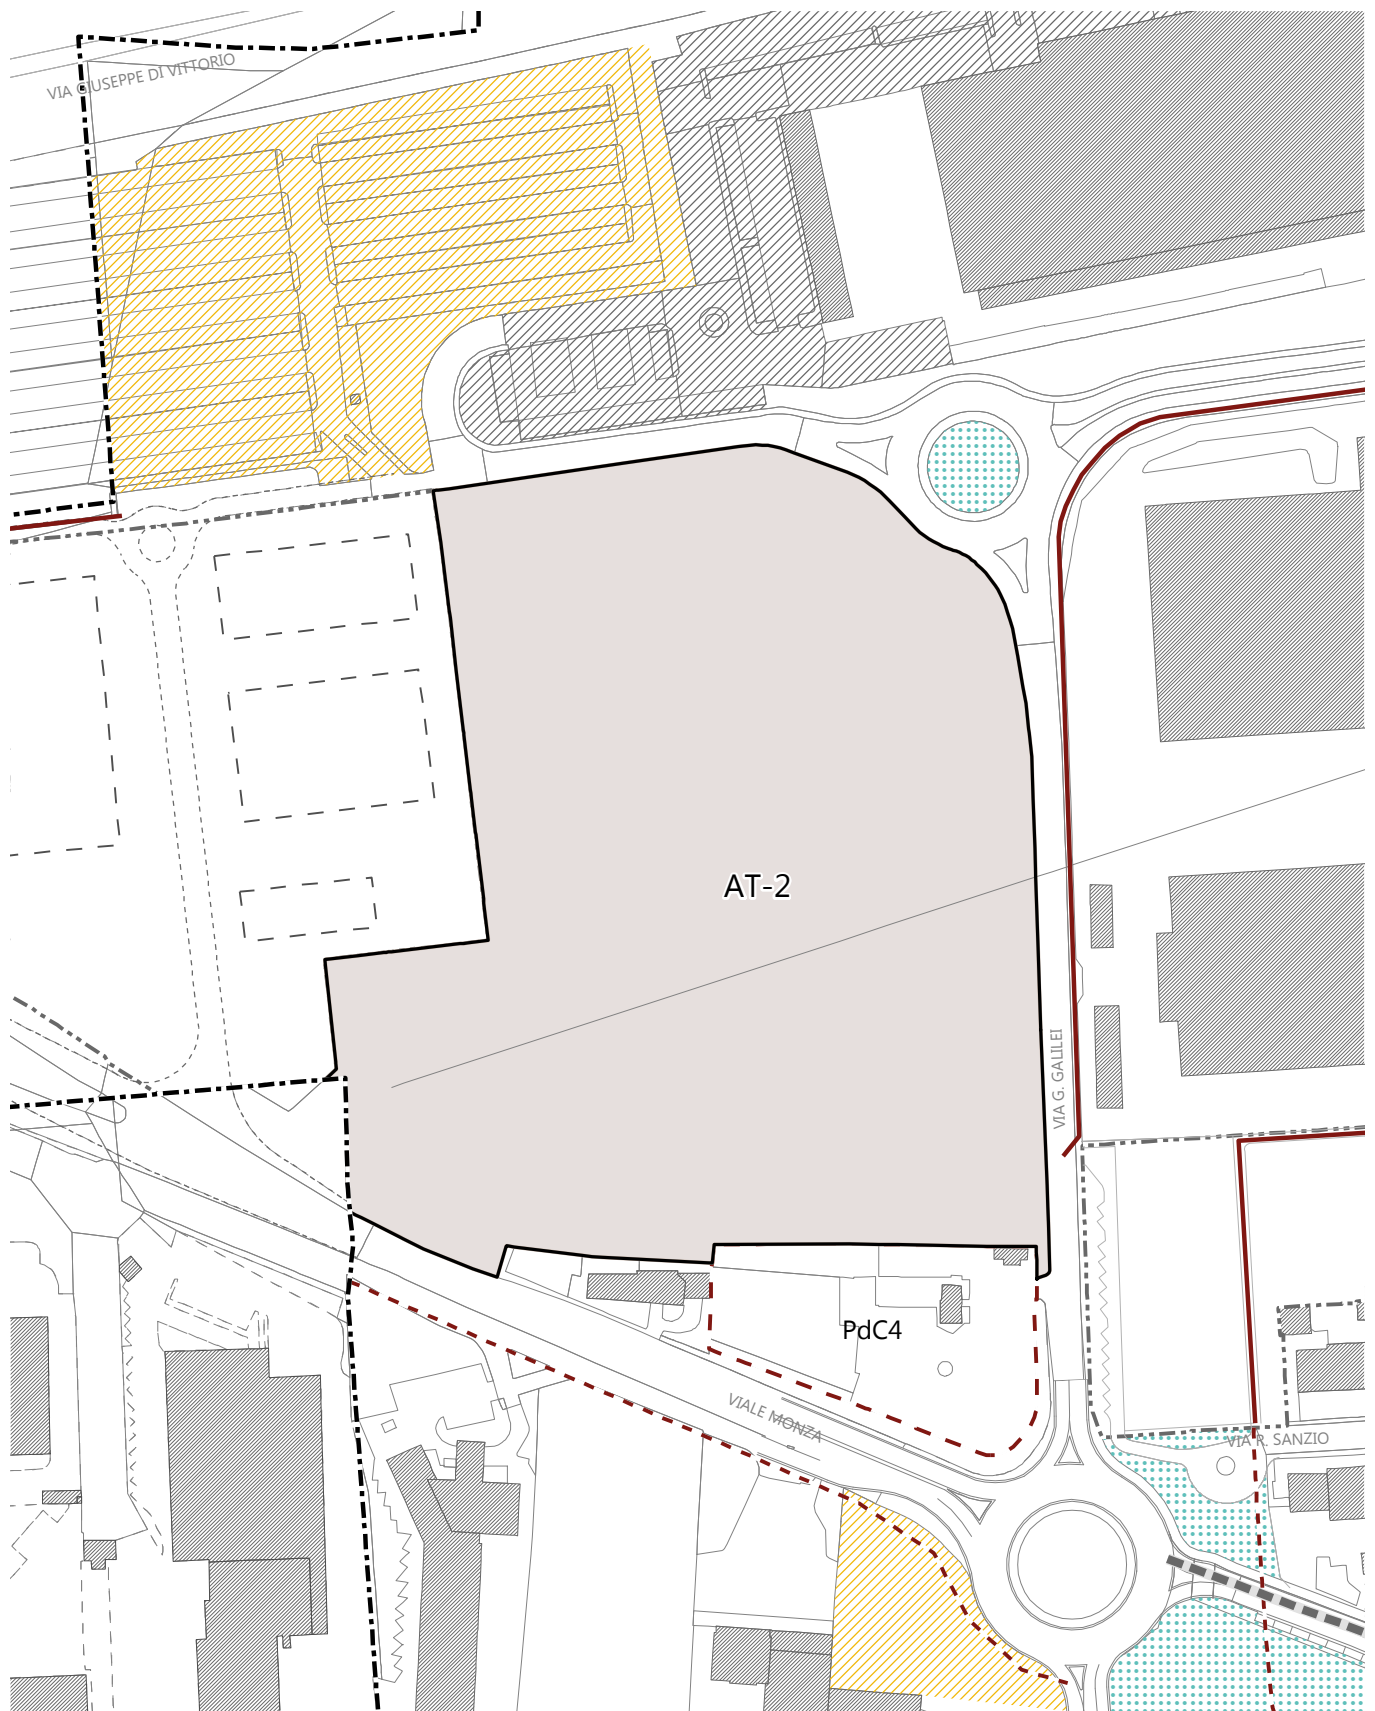 VIA GIUSEPPE DI VITTORIO
AT-2
VIA G. GALILEI
PdC4
VIALE MONZA
VIA R. SANZIO